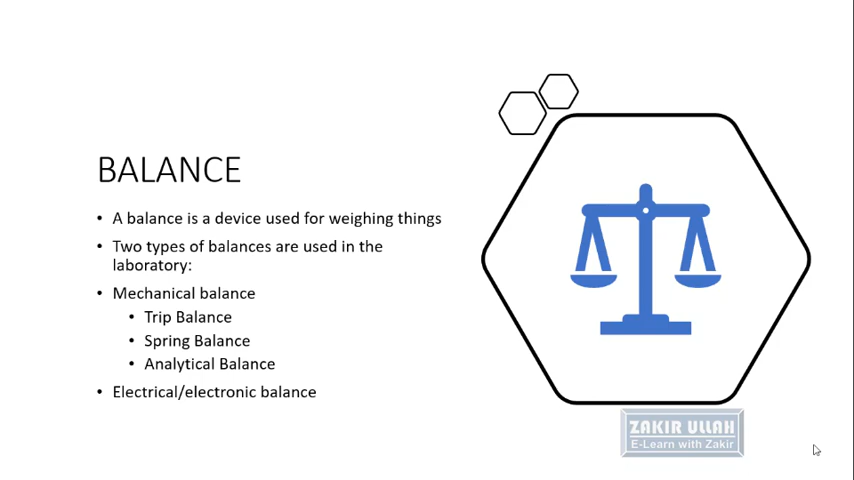 BALANCE
• A balance is a device used for weighing things
• Two types of balances are used in the
laboratory:
• Mechanical balance
• Trip Balance
• Spring Balance
• Analytical Balance
• Electrical/electronic balance
ZAKIR ULLAH
E-Learn with Zakir